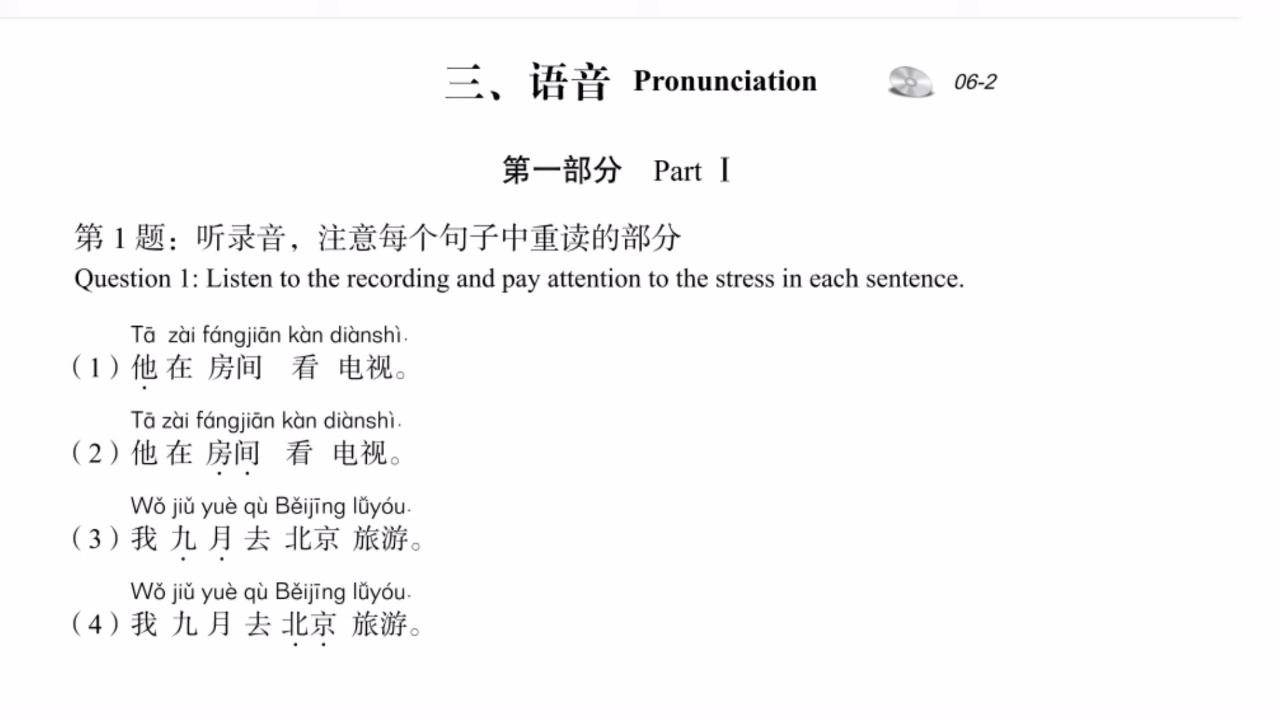 三、语音 Pronunciation 06-2
第一部分 Part Ⅰ
第 1 题：听录音，注意每个句子中重读的部分
Question 1: Listen to the recording and pay attention to the stress in each sentence.
Tā zài fángjiān kàn diànshì.
（1）他 在 房间 看 电视。
Tā zài fángjiān kàn diànshì.
（2）他 在 房间 看 电视。
Wǒ jiǔ yuè qù Běijīng lǚyóu.
（3）我 九 月 去 北京 旅游。
Wǒ jiǔ yuè qù Běijīng lǚyóu.
（4）我 九 月 去 北京 旅游。